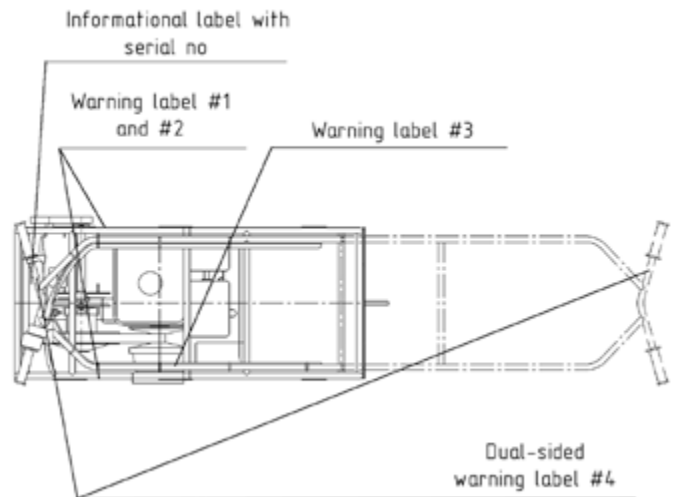 Informational label with
serial no
Warning label #1
and #2
Warning label #3
Dual-sided
warning label #4